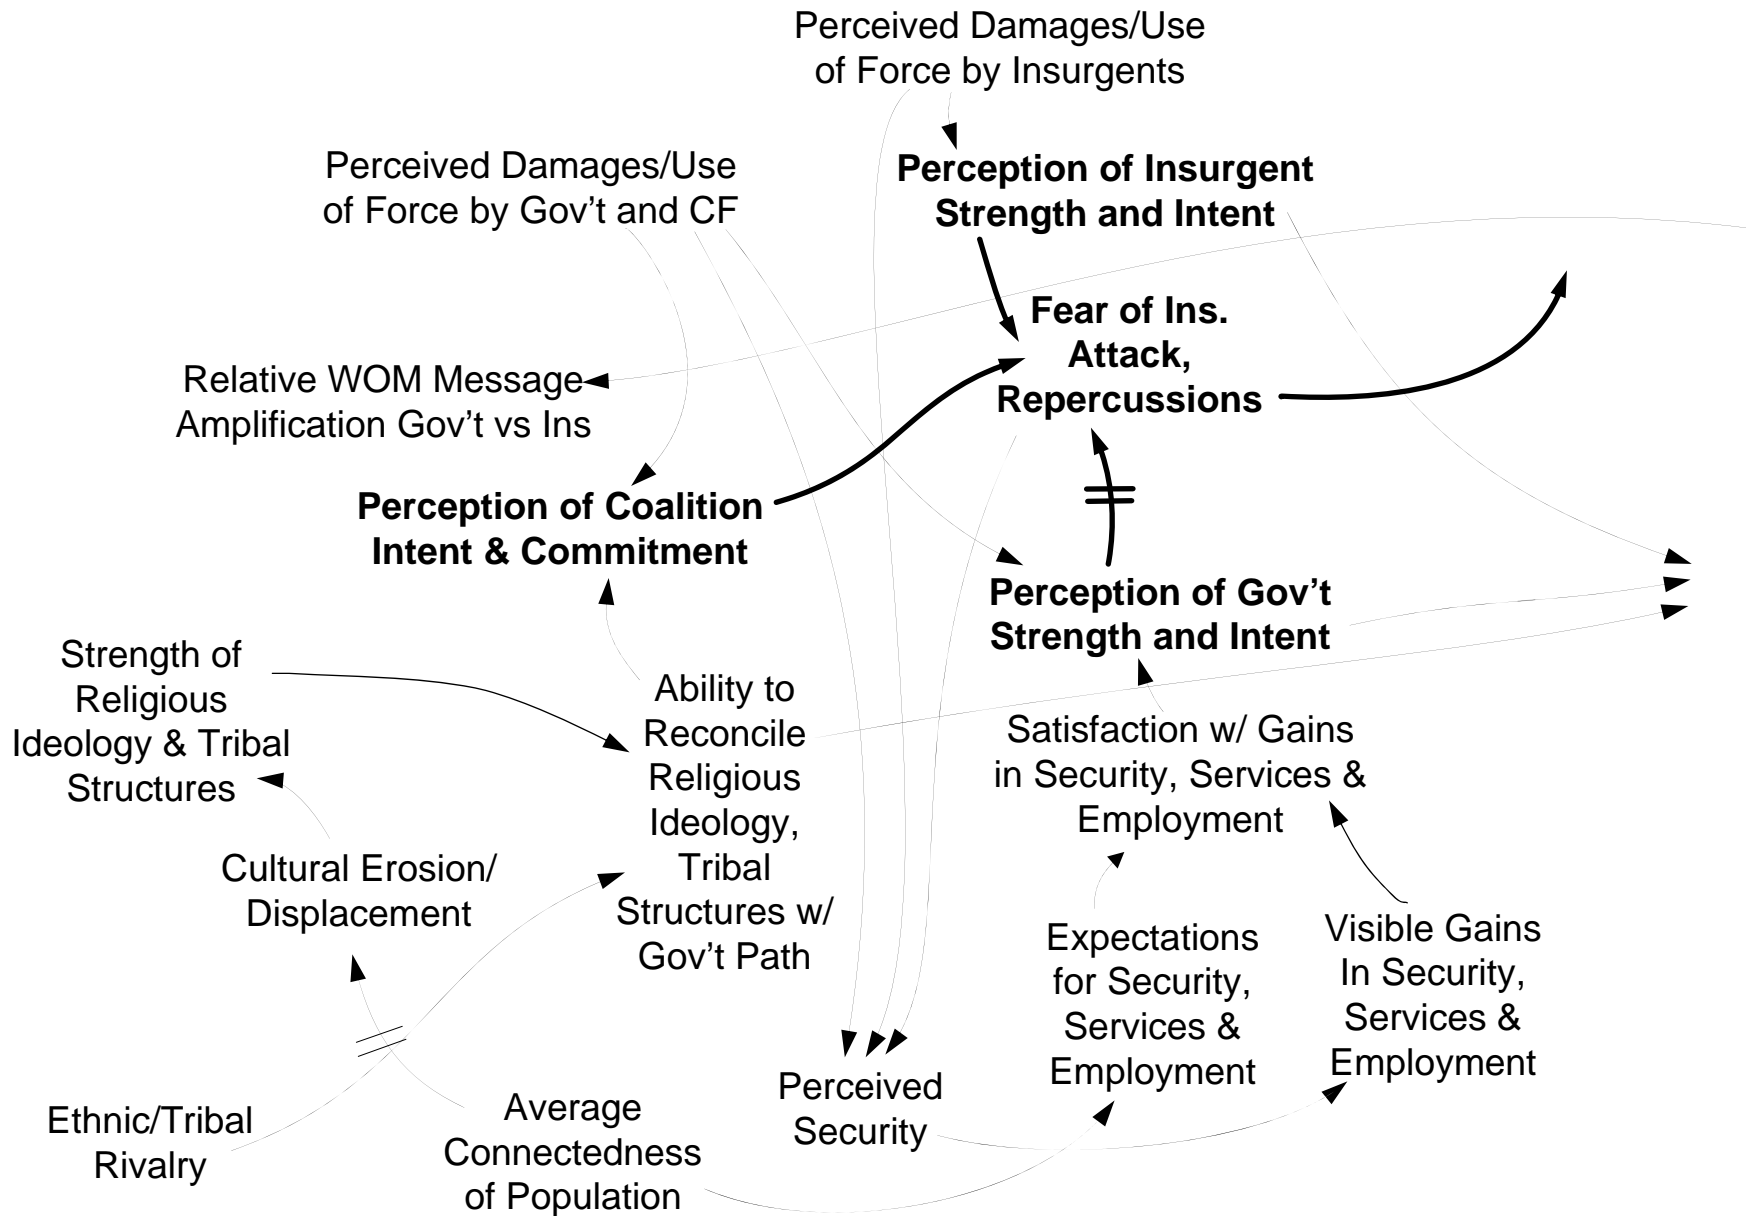 Perceived Damages/Use
of Force by Insurgents
Perceived Damages/Use
of Force by Gov’t and CF
Perception of Insurgent
Strength and Intent
Fear of Ins.
Attack,
Repercussions
Relative WOM Message
Amplification Gov’t vs Ins
Perception of Coalition
Intent & Commitment
Perception of Gov’t
Strength and Intent
Strength of
Religious
Ideology & Tribal
Structures
Ability to
Reconcile
Religious
Ideology,
Tribal
Structures w/
Gov’t Path
Satisfaction w/ Gains
in Security, Services &
Employment
Cultural Erosion/
Displacement
Expectations
for Security,
Services &
Employment
Visible Gains
In Security,
Services &
Employment
Perceived
Security
Ethnic/Tribal
Rivalry
Average
Connectedness
of Population